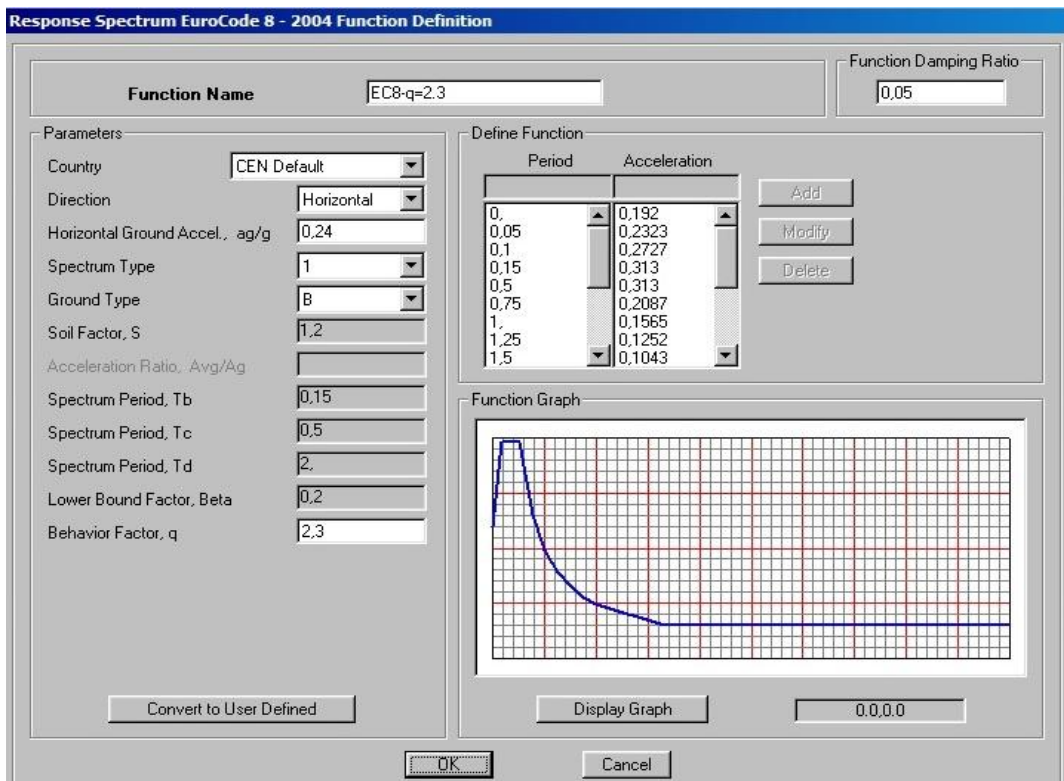 Response Spectrum EuroCode 8 - 2004 Function Definition
Function Damping Ratio
Function Name EC8-q=2.3 0,05
Parameters
Country CEN Default
Direction Horizontal
Horizontal Ground Accel., ag/g 0,24
Spectrum Type 1
Ground Type B
Soil Factor, S 1,2
Acceleration Ratio, Avg/Ag
Spectrum Period, Tb 0,15
Spectrum Period, Tc 0,5
Spectrum Period, Td 2,
Lower Bound Factor, Beta 0,2
Behavior Factor, q 2,3
Convert to User Defined
Define Function
Period Acceleration
0, 0,192
0,05 0,2323
0,1 0,2727
0,15 0,313
0,5 0,313
0,75 0,2087
1, 0,1565
1,25 0,1252
1,5 0,1043
Add
Modify
Delete
Function Graph
Display Graph 0.0,0.0
OK Cancel